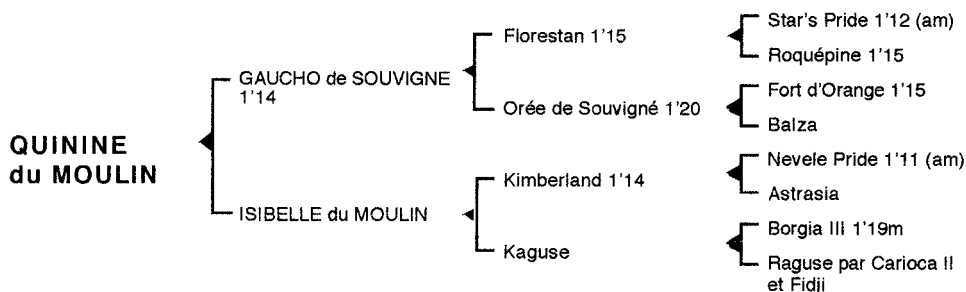 QUININE
du MOULIN
GAUCHO de SOUVIGNE
1'14
ISIBELLE du MOULIN
Florestan 1'15
Orée de Souvigné 1'20
Kimberland 1'14
Kaguse
Star's Pride 1'12 (am)
Roquépine 1'15
Fort d'Orange 1'15
Balza
Nevele Pride 1'11 (am)
Astrasia
Borgia III 1'19m
Raguse par Carioca II
et Fidji